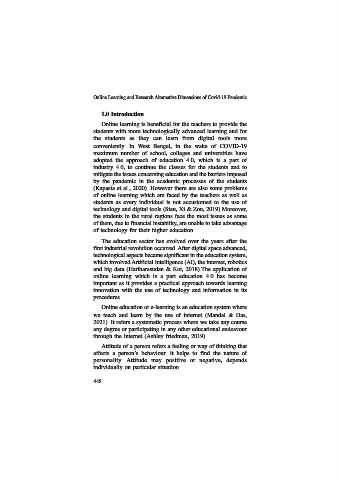 Online Learning and Research Alternative Dimensions of Covid-19 Pandemic
1.0 Introduction
Online learning is beneficial for the teachers to provide the
students with more technologically advanced learning and for
the students as they can learn from digital tools more
conveniently. In West Bengal, in the wake of COVID-19
maximum number of school, colleges and universities have
adopted the approach of education 4.0, which is a part of
industry 4.0, to continue the classes for the students and to
mitigate the issues concerning education and the barriers imposed
by the pandemic in the academic processes of the students
(Kapasia et al., 2020). However there are also some problems
of online learning which are faced by the teachers as well as
students as every individual is not accustomed to the use of
technology and digital tools (Sian, Xi & Zon, 2019) Moreover,
the students in the rural regions face the most issues as some
of them, due to financial instability, are unable to take advantage
of technology for their higher education.
The education sector has evolved over the years after the
first industrial revolution occurred. After digital space advanced,
technological aspects became significant in the education system,
which involved Artificial Intelligence (AI), the internet, robotics
and big data (Hariharasudan & Kot, 2018).The application of
online learning which is a part education 4.0 has become
important as it provides a practical approach towards learning
innovation with the use of technology and information in its
procedures.
Online education or e-learning is an education system where
we teach and learn by the use of internet (Mandal & Das,
2021). It refers a systematic process where we take any course
any degree or participating in any other educational endeavour
through the internet (Ashley Friedman, 2019)
Attitude of a person refers a feeling or way of thinking that
affects a person's behaviour. It helps to find the nature of
personality. Attitude may positive or negative, depends
individually on particular situation.
448